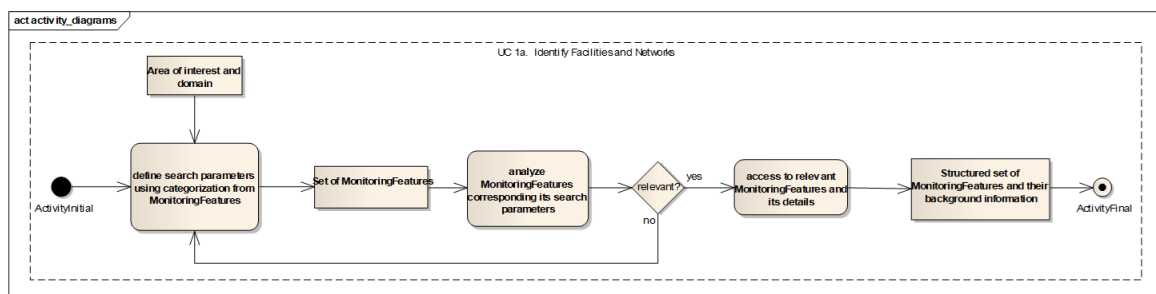 act activity_diagrams
UC 1a. Identify Facilities and Networks
Area of interest and
domain
ActivityInitial
define search parameters
using categorization from
MonitoringFeatures
Set of MonitoringFeatures
analyze
MonitoringFeatures
corresponding its search
parameters
relevant?
yes
no
access to relevant
MonitoringFeatures and
its details
Structured set of
MonitoringFeatures and their
background information
ActivityFinal